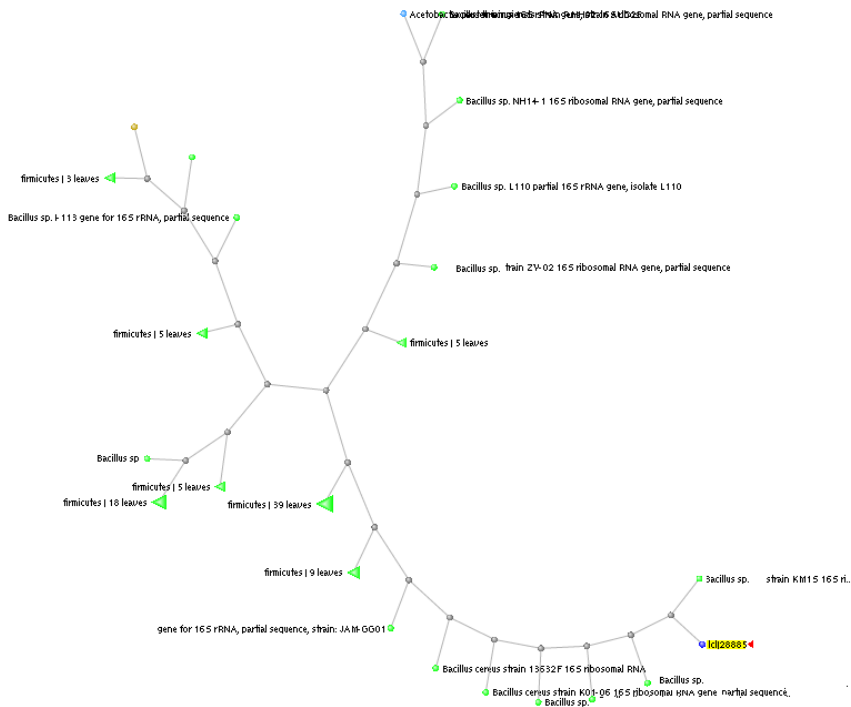 Bacillus sp. NH14-1 16S ribosomal RNA gene, partial sequence
firmicutes | 3 leaves
Bacillus sp. L110 partial 16S rRNA gene, isolate L110
Bacillus sp. I-113 gene for 16S rRNA, partial sequence
Bacillus sp. train ZY-02 16S ribosomal RNA gene, partial sequence
firmicutes | 5 leaves
firmicutes | 5 leaves
Bacillus sp
firmicutes | 5 leaves
firmicutes | 18 leaves
firmicutes | 39 leaves
firmicutes | 9 leaves
Bacillus sp. strain KM15 16S ri...
gene for 16S rRNA, partial sequence, strain: JAM-GG01
lcl|28885
Bacillus cereus strain 13632F 16S ribosomal RNA
Bacillus sp.
Bacillus cereus strain K01-06 16S ribosomal RNA gene, partial sequence,
Bacillus sp.